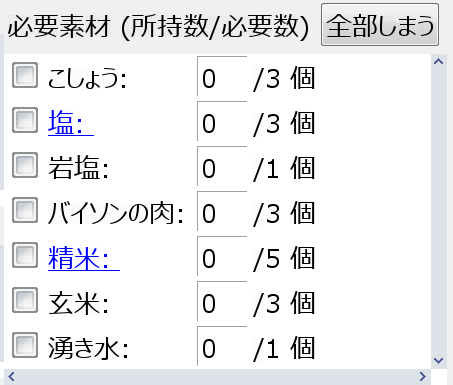 必要素材 (所持数/必要数) 全部しまう
こしょう: 0 /3 個
塩: 0 /3 個
岩塩: 0 /1 個
バイソンの肉: 0 /3 個
精米: 0 /5 個
玄米: 0 /3 個
湧き水: 0 /1 個